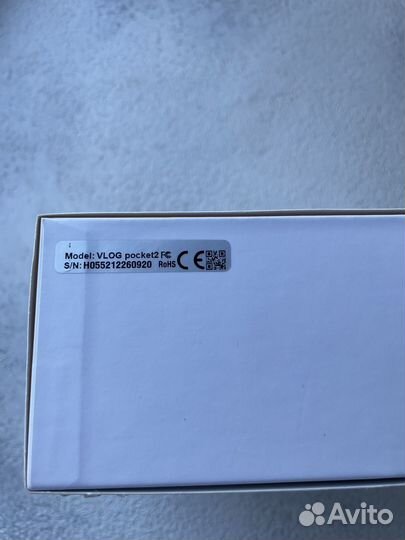 Model: VLOG pocket2 FC CE
S/N: H055212260920 RoHS
Avito